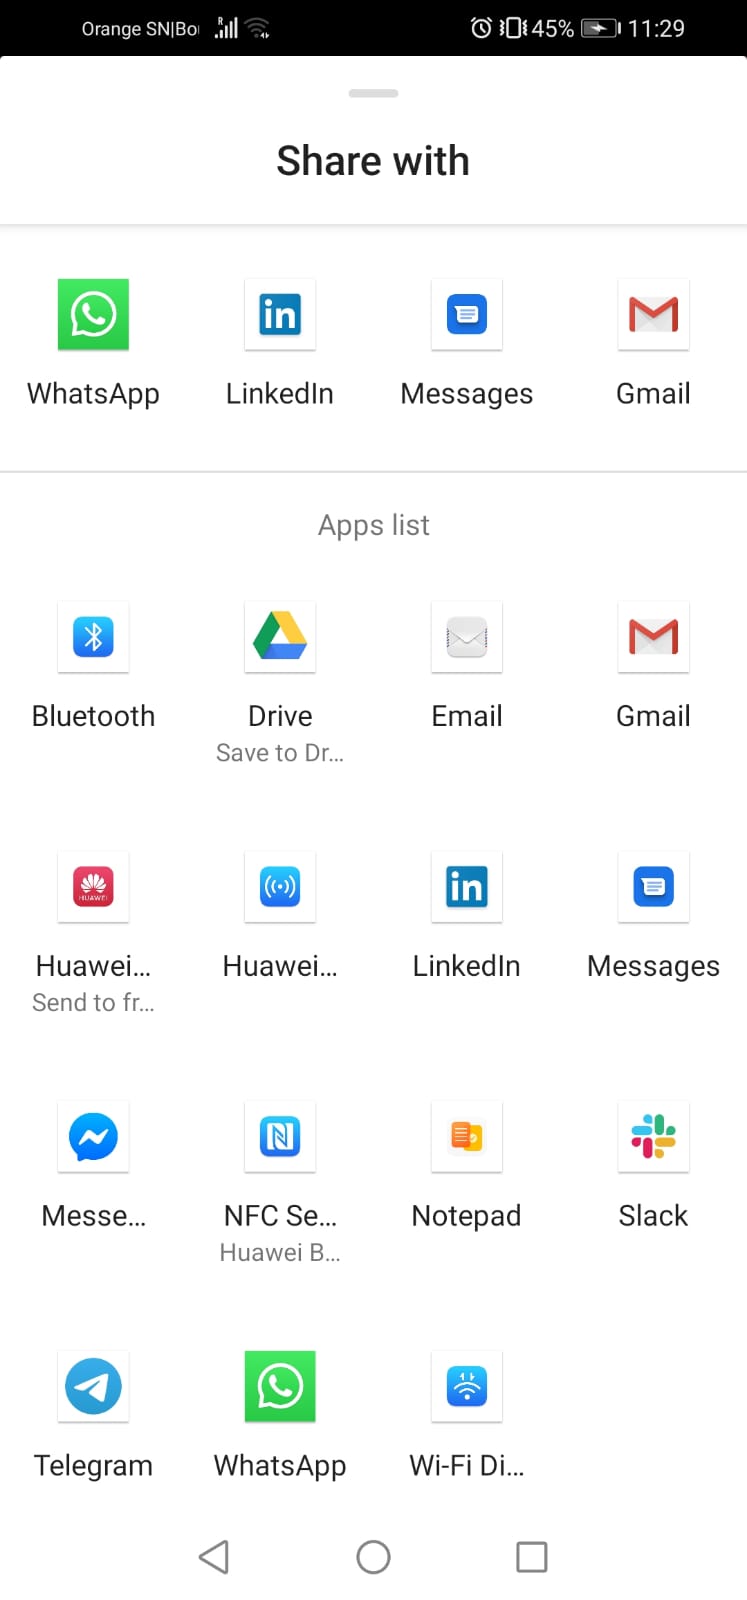 Orange SN|Bo R 45% 11:29
Share with
WhatsApp LinkedIn Messages Gmail
Apps list
Bluetooth Drive Email Gmail
Save to Dr...
HUAWEI
Huawei... Huawei... LinkedIn Messages
Send to fr...
Messe... NFC Se... Notepad Slack
Huawei B...
Telegram WhatsApp Wi-Fi Di...